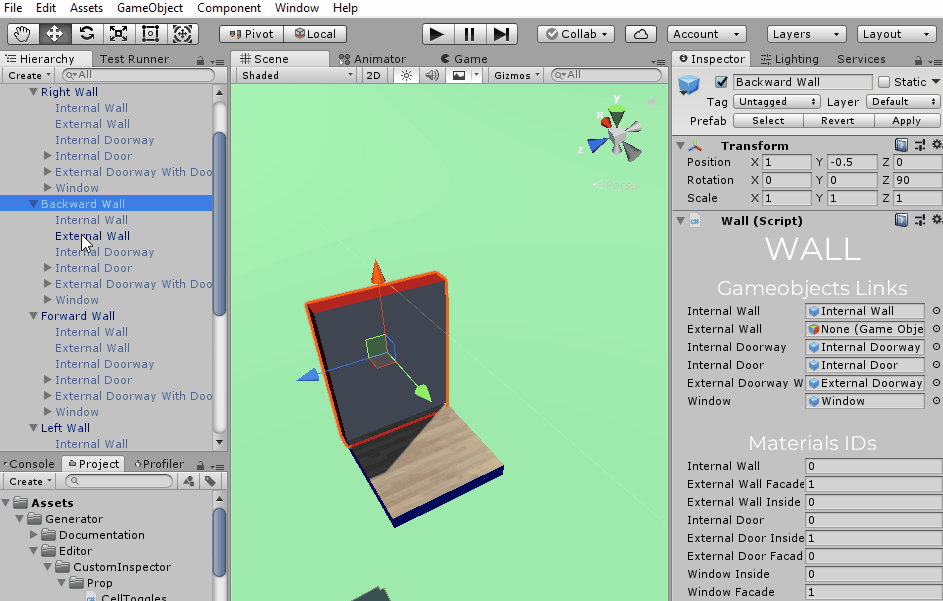 File Edit Assets GameObject Component Window Help
Pivot Local Collab Account Layers Layout
Hierarchy Test Runner
Create All
Right Wall
Internal Wall
External Wall
Internal Doorway
Internal Door
External Doorway With Doo
Window
Backward Wall
Internal Wall
External Wall
Internal Doorway
Internal Door
External Doorway With Doo
Window
Forward Wall
Internal Wall
External Wall
Internal Doorway
Internal Door
External Doorway With Doo
Window
Left Wall
Internal Wall
Console Project Profiler
Create
Assets
Generator
Documentation
Editor
CustomInspector
Prop
CellToggles
Scene Animator Game
Shaded 2D Gizmos All
y
x
z
Inspector Lighting Services
Backward Wall Static
Tag Untagged Layer Default
Prefab Select Revert Apply
Transform
Position X 1 Y -0.5 Z 0
Rotation X 0 Y 0 Z 90
Scale X 1 Y 1 Z 1
Wall (Script)
WALL
Gameobjects Links
Internal Wall Internal Wall
External Wall None (Game Obje
Internal Doorway Internal Doorway
Internal Door Internal Door
External Doorway W External Doorway
Window Window
Materials IDs
Internal Wall 0
External Wall Facade 1
External Wall Inside 0
Internal Door 0
External Door Inside 1
External Door Facad 0
Window Inside 0
Window Facade 1